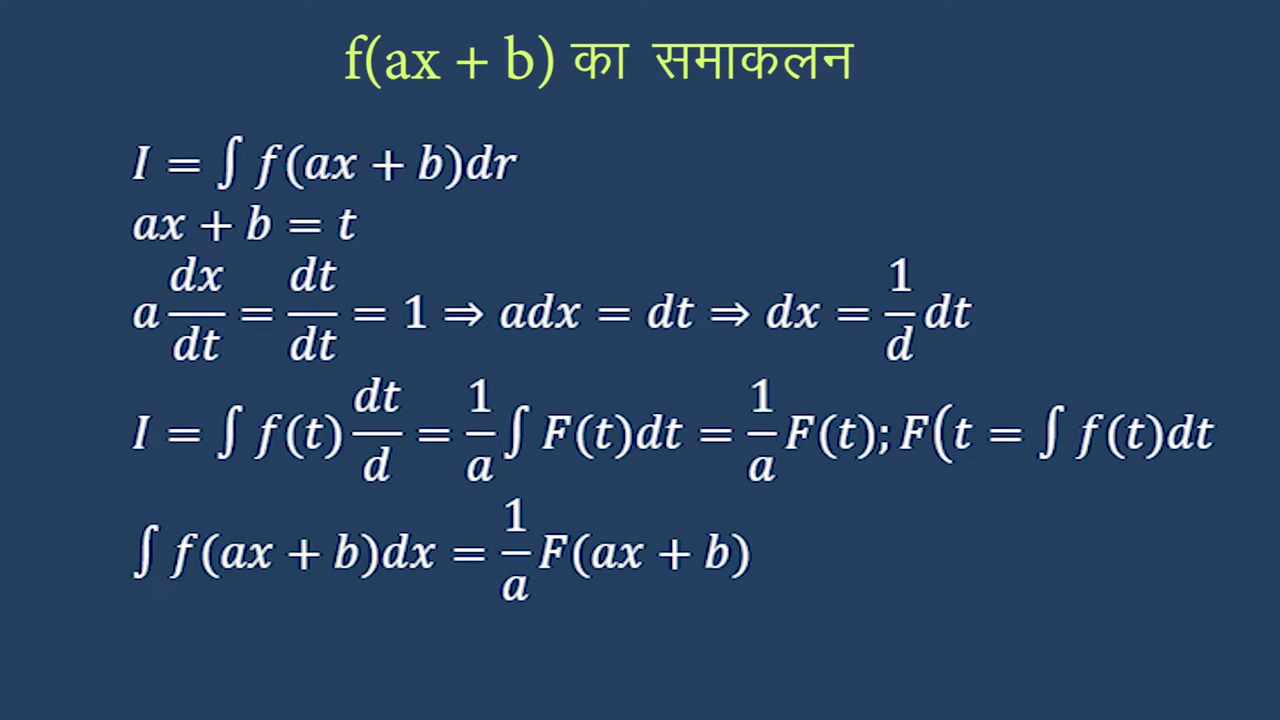 f(ax + b) का समाकलन
I = ∫ f(ax + b)dr
ax + b = t
a dx/dt = dt/dt = 1 ⇒ adx = dt ⇒ dx = 1/d dt
I = ∫ f(t) dt/d = 1/a ∫ F(t)dt = 1/a F(t); F(t = ∫ f(t)dt
∫ f(ax + b)dx = 1/a F(ax + b)